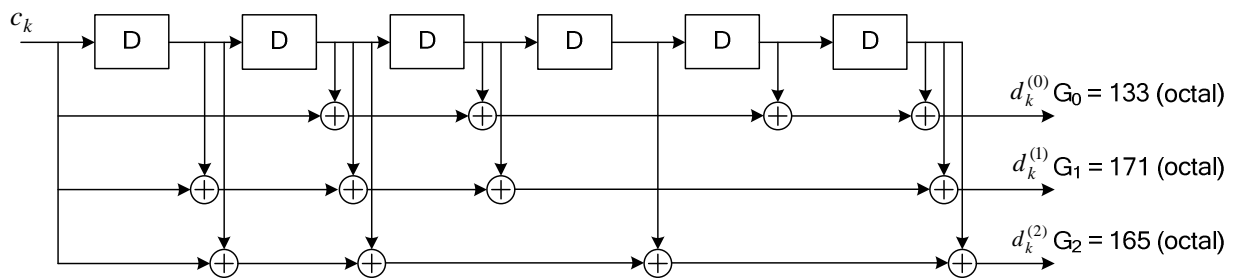 c_k
D D D D D D
d_k^{(0)} G₀ = 133 (octal)
d_k^{(1)} G₁ = 171 (octal)
d_k^{(2)} G₂ = 165 (octal)